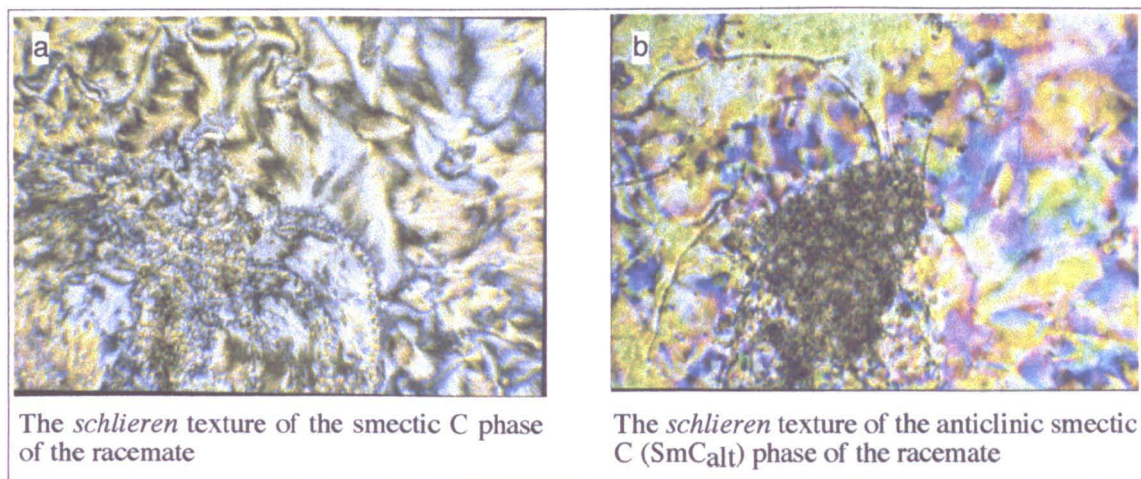 a
b
The schlieren texture of the smectic C phase
of the racemate
The schlieren texture of the anticlinic smectic
C (SmCalt) phase of the racemate